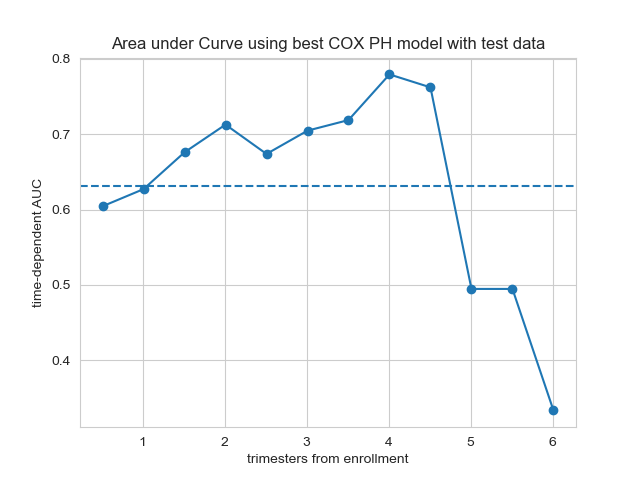 Area under Curve using best COX PH model with test data
time-dependent AUC
0.8
0.7
0.6
0.5
0.4
1 2 3 4 5 6
trimesters from enrollment